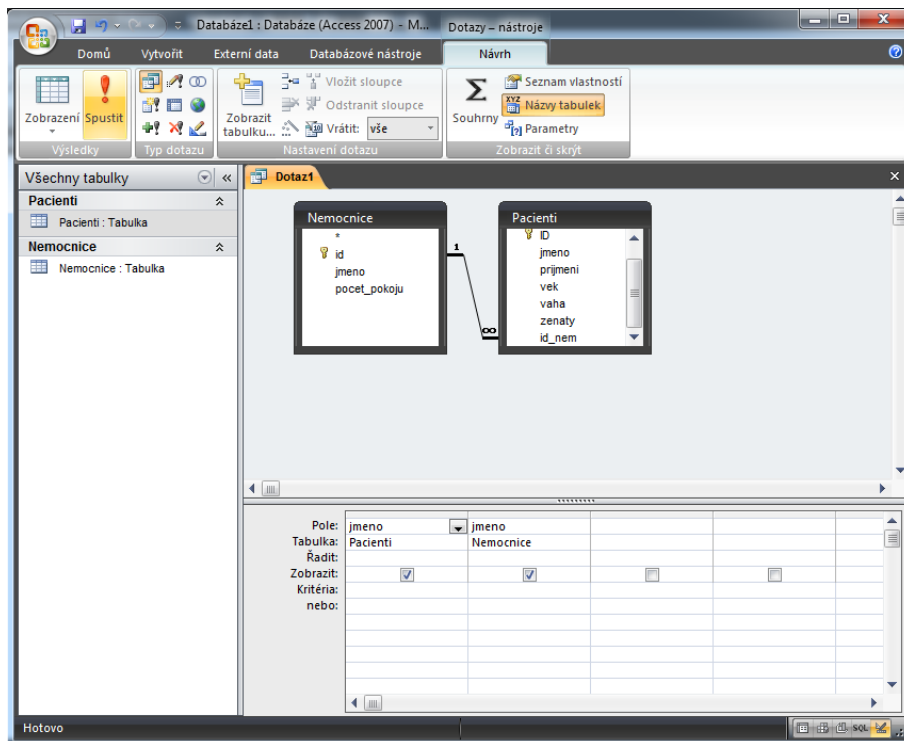 Databáze1 : Databáze (Access 2007) - M...
Dotazy – nástroje
Domů
Vytvořit
Externí data
Databázové nástroje
Návrh
Zobrazení
Spustit
Výsledky
Typ dotazu
Zobrazit
tabulku...
Vložit sloupce
Odstranit sloupce
Vrátit:
vše
Nastavení dotazu
Souhrny
Seznam vlastností
XYZ
Názvy tabulek
Parametry
Zobrazit či skrýt
Všechny tabulky
Pacienti
Pacienti : Tabulka
Nemocnice
Nemocnice : Tabulka
Dotaz1
Nemocnice
*
id
jmeno
pocet_pokoju
1
∞
Pacienti
ID
jmeno
prijmeni
vek
vaha
zenaty
id_nem
Pole: jmeno jmeno
Tabulka: Pacienti Nemocnice
Řadit:
Zobrazit:
Kritéria:
nebo:
Hotovo
SQL